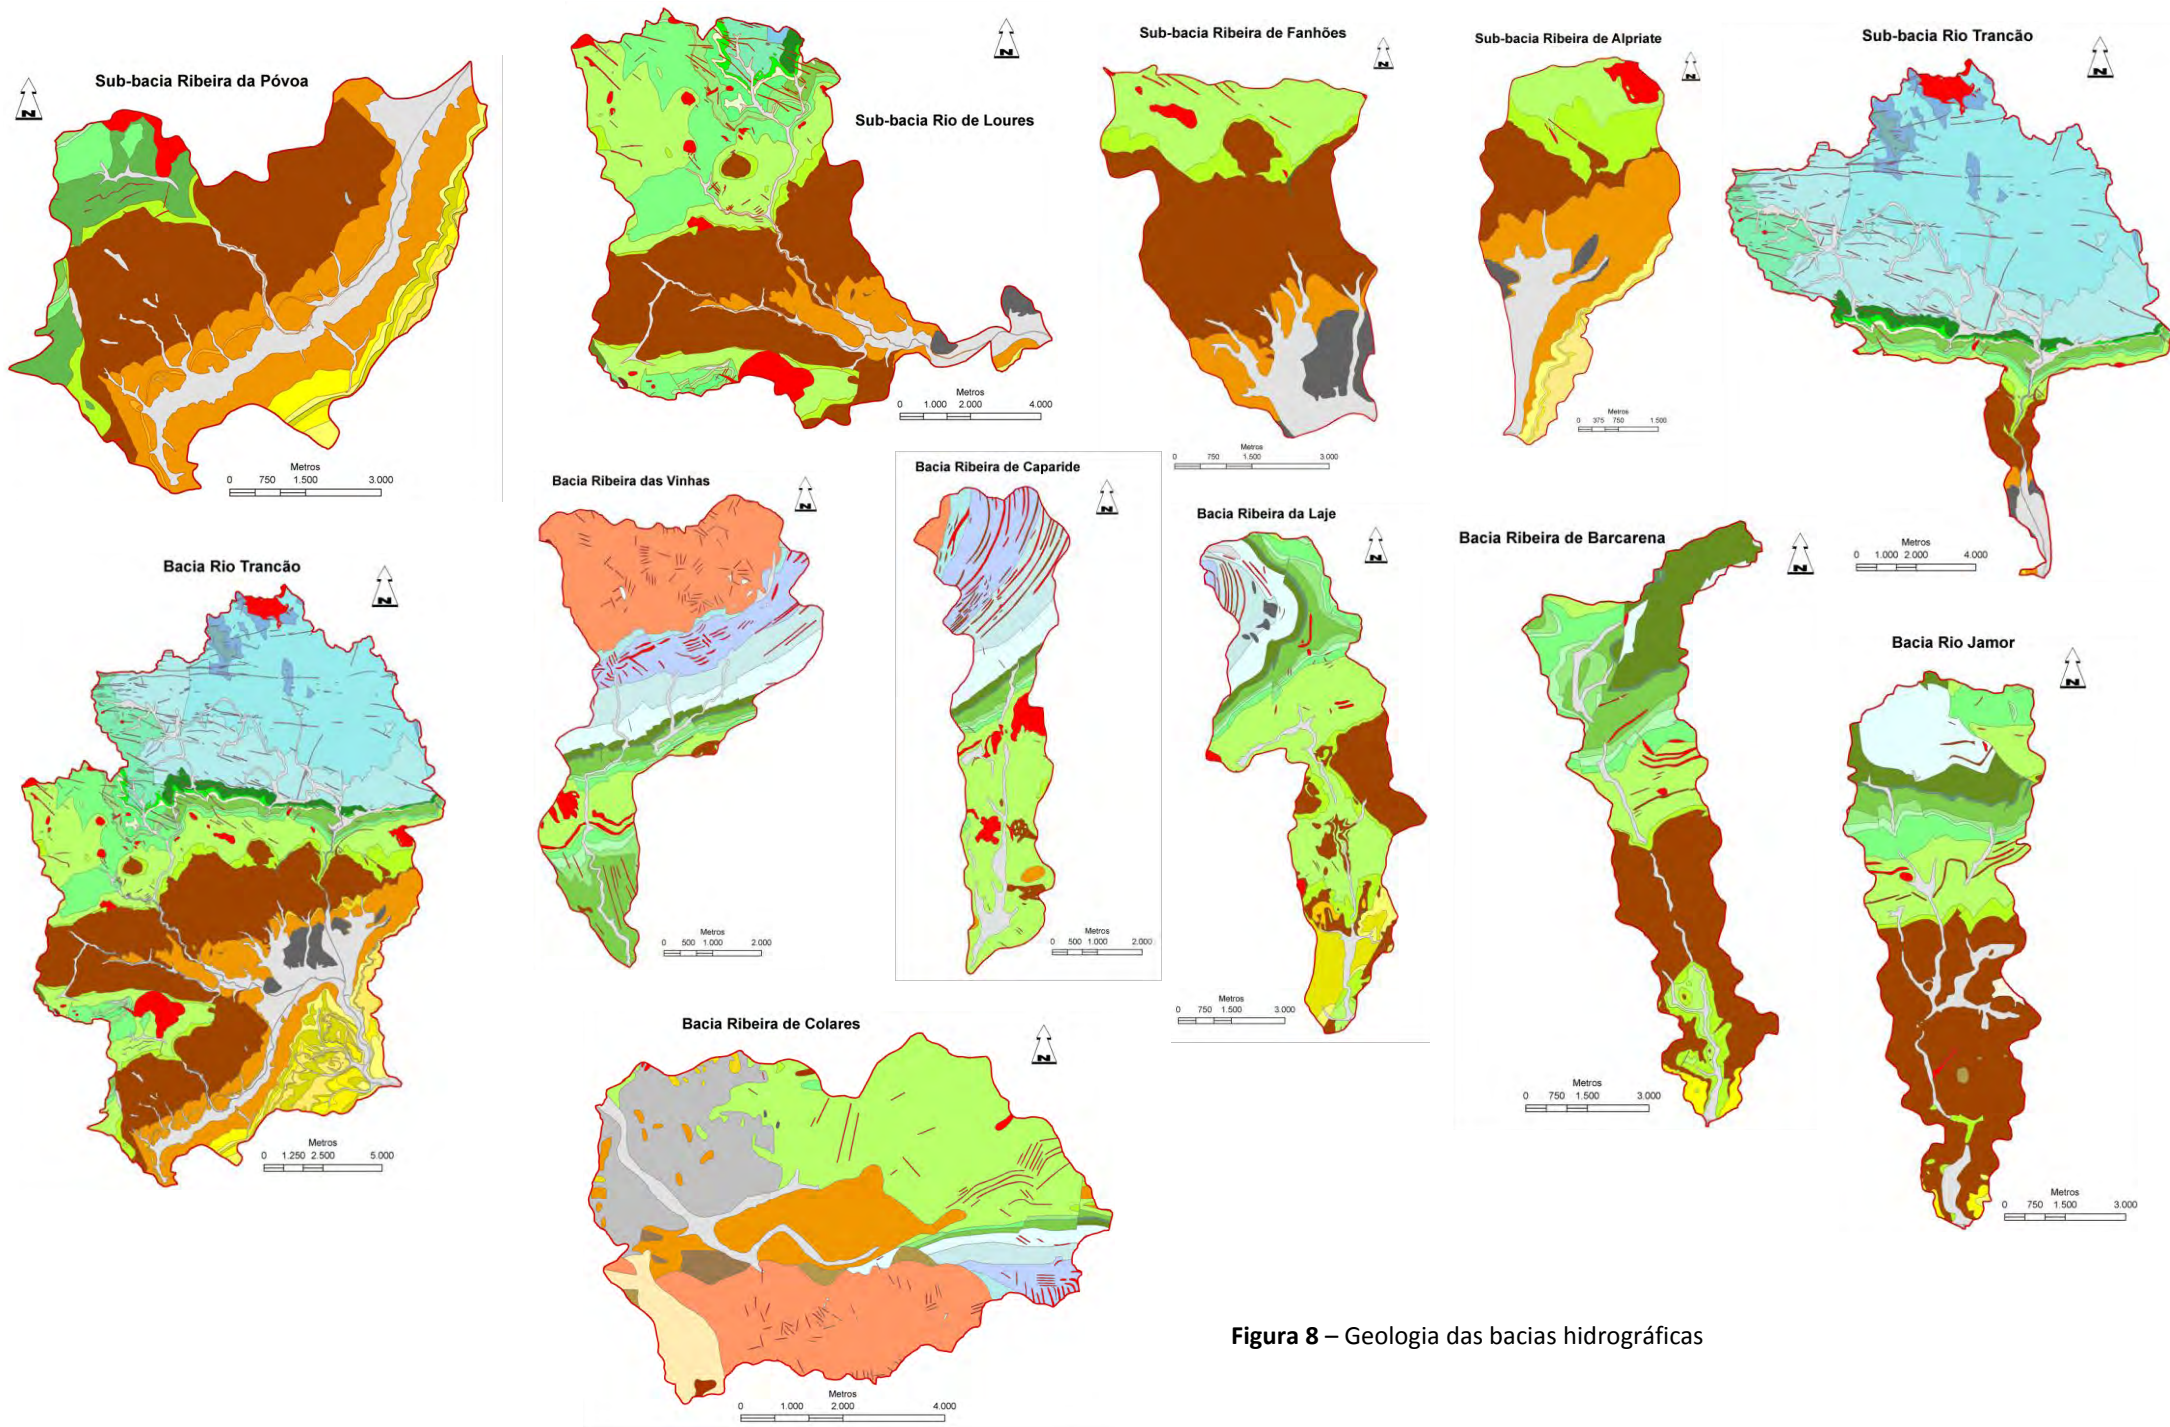 Sub-bacia Ribeira da Póvoa
N
Metros
0 750 1.500 3.000
Sub-bacia Rio de Loures
N
Metros
0 1.000 2.000 4.000
Sub-bacia Ribeira de Fanhões
N
Metros
0 750 1.500 3.000
Sub-bacia Ribeira de Alpriate
N
Metros
0 375 750 1.500
Sub-bacia Rio Trancão
N
Metros
0 1.000 2.000 4.000
Bacia Rio Trancão
N
Metros
0 1.250 2.500 5.000
Bacia Ribeira das Vinhas
N
Metros
0 500 1.000 2.000
Bacia Ribeira de Caparide
N
Metros
0 500 1.000 2.000
Bacia Ribeira da Laje
N
Metros
0 750 1.500 3.000
Bacia Ribeira de Barcarena
N
Metros
0 750 1.500 3.000
Bacia Rio Jamor
N
Metros
0 750 1.500 3.000
Bacia Ribeira de Colares
N
Metros
0 1.000 2.000 4.000
Figura 8 – Geologia das bacias hidrográficas